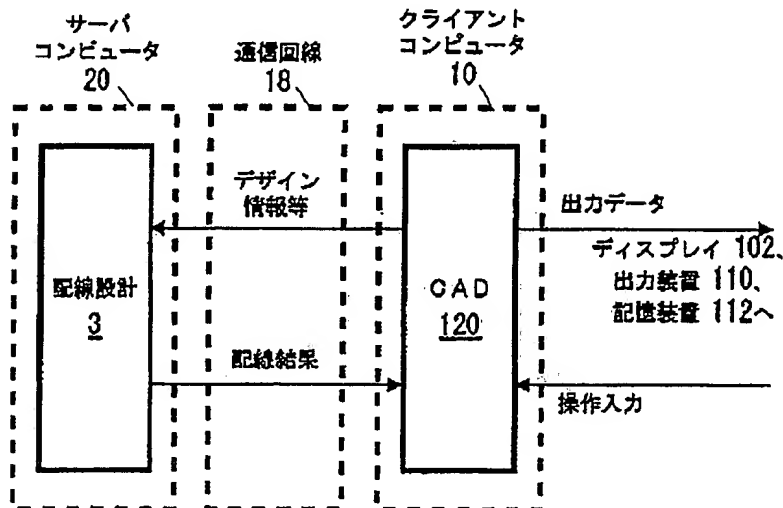 サーバ
コンピュータ
20
通信回線
18
クライアント
コンピュータ
10
デザイン
情報等
出力データ
ディスプレイ 102、
出力装置 110、
記憶装置 112へ
配線設計
3
CAD
120
配線結果
操作入力